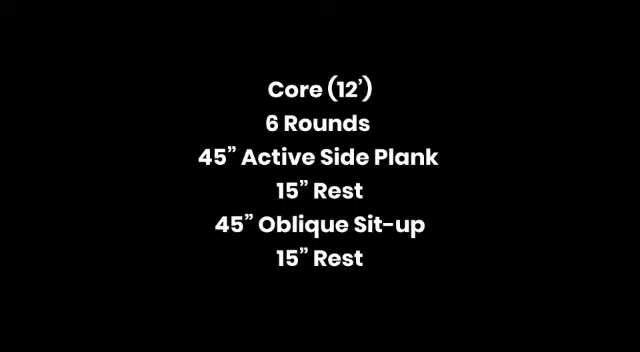 Core (12’)
6 Rounds
45” Active Side Plank
15” Rest
45” Oblique Sit-up
15” Rest